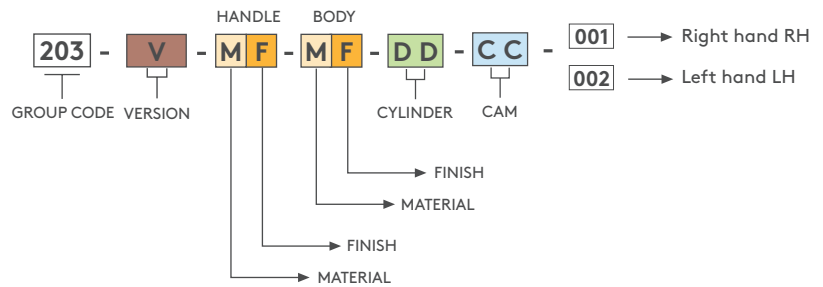 HANDLE BODY
203 - V - M F - M F - D D - C C - 001 Right hand RH
002 Left hand LH
GROUP CODE VERSION CYLINDER CAM
FINISH
MATERIAL
FINISH
MATERIAL